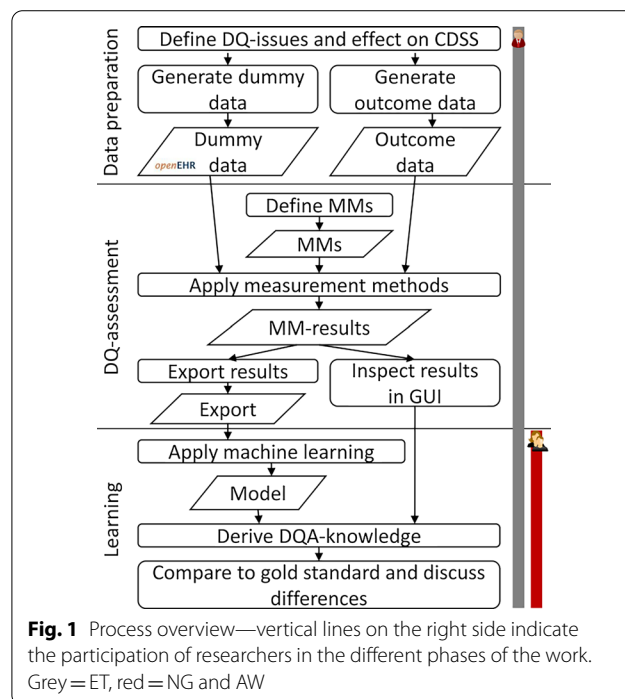 Data preparation
Define DQ-issues and effect on CDSS
Generate dummy
data
Generate
outcome data
Dummy
data
openEHR
Outcome
data
DQ-assessment
Define MMs
MMs
Apply measurement methods
MM-results
Export results
Inspect results
in GUI
Export
Learning
Apply machine learning
Model
Derive DQA-knowledge
Compare to gold standard and discuss
differences
Fig. 1 Process overview—vertical lines on the right side indicate
the participation of researchers in the different phases of the work.
Grey = ET, red = NG and AW